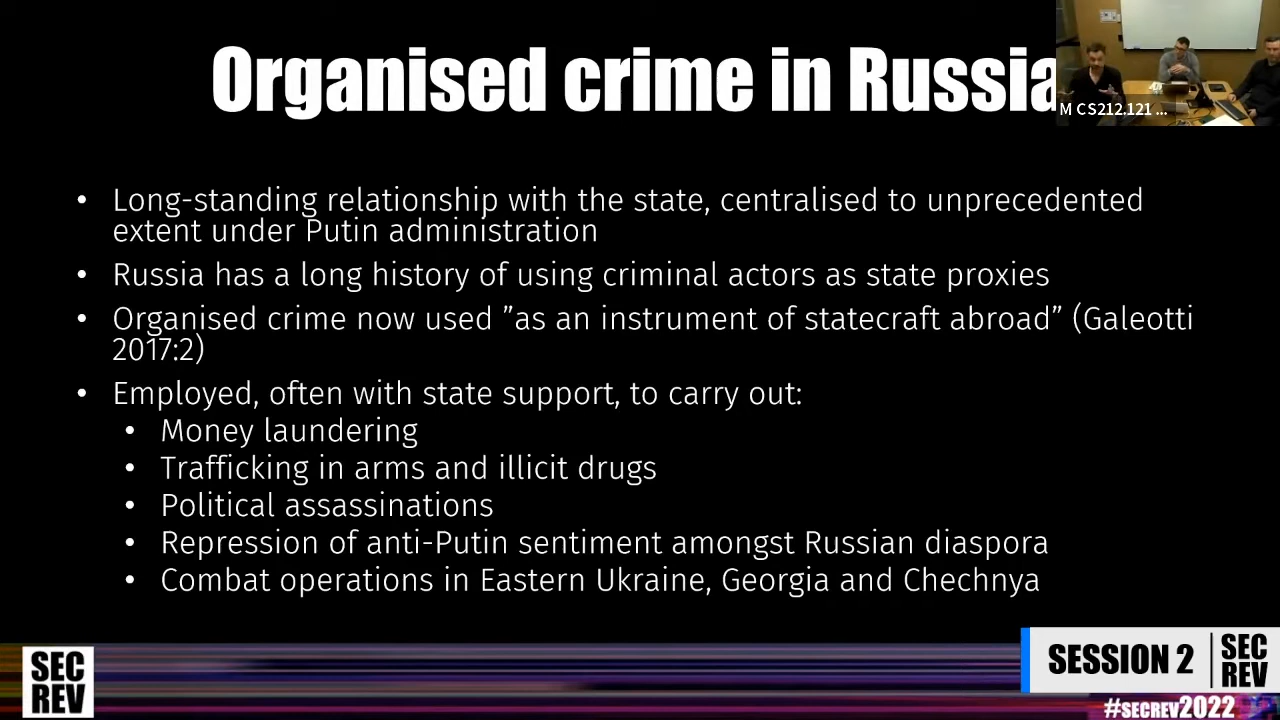 Organised crime in Russia
M CS212.121 ...
• Long-standing relationship with the state, centralised to unprecedented
extent under Putin administration
• Russia has a long history of using criminal actors as state proxies
• Organised crime now used ”as an instrument of statecraft abroad” (Galeotti
2017:2)
• Employed, often with state support, to carry out:
• Money laundering
• Trafficking in arms and illicit drugs
• Political assassinations
• Repression of anti-Putin sentiment amongst Russian diaspora
• Combat operations in Eastern Ukraine, Georgia and Chechnya
SEC
REV
SESSION 2
SEC
REV
#SECREV2022